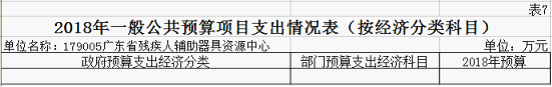 表7
2018年一般公共预算项目支出情况表（按经济分类科目）
单位名称：179005广东省残疾人辅助器具资源中心 单位：万元
政府预算支出经济分类 部门预算支出经济科目 2018年预算